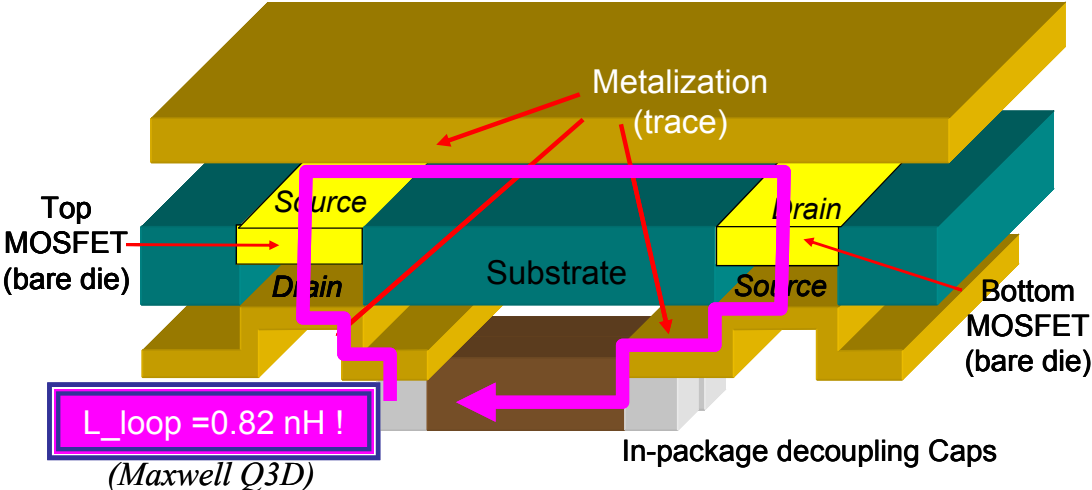 Metalization
(trace)
Source
Drain
Top
MOSFET
(bare die)
Substrate
Drain
Source
Bottom
MOSFET
(bare die)
L_loop =0.82 nH !
(Maxwell Q3D)
In-package decoupling Caps